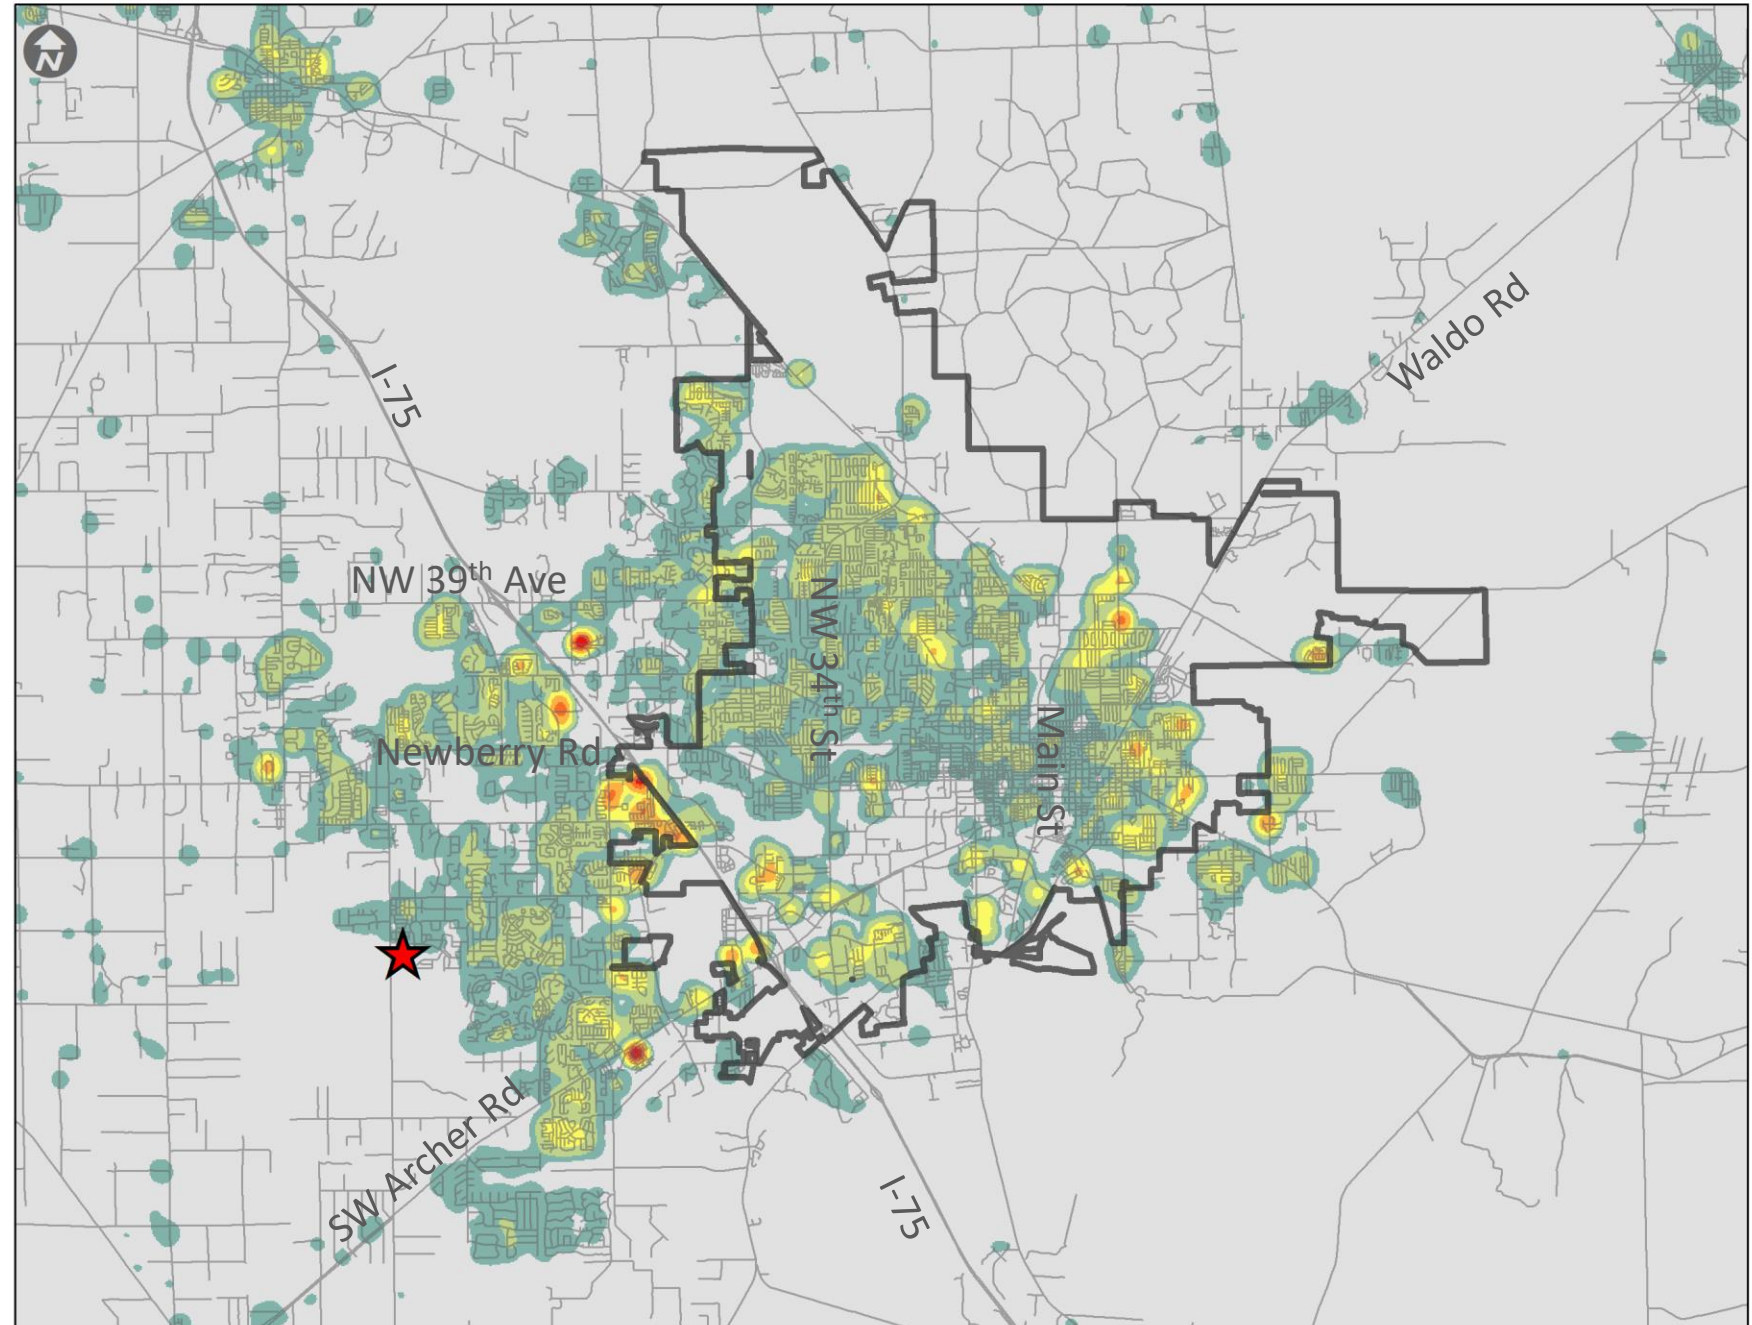 N
Waldo Rd
I-75
NW 39th Ave
NW 34th St
Newberry Rd
Main St
SW Archer Rd
I-75